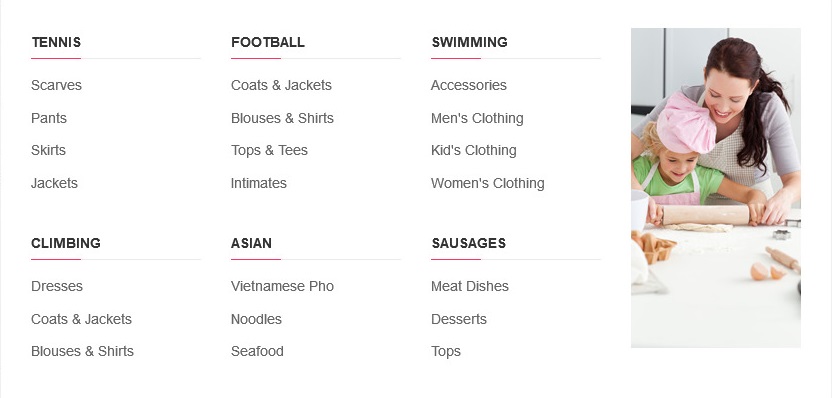 TENNIS
Scarves
Pants
Skirts
Jackets
FOOTBALL
Coats & Jackets
Blouses & Shirts
Tops & Tees
Intimates
SWIMMING
Accessories
Men's Clothing
Kid's Clothing
Women's Clothing
CLIMBING
Dresses
Coats & Jackets
Blouses & Shirts
ASIAN
Vietnamese Pho
Noodles
Seafood
SAUSAGES
Meat Dishes
Desserts
Tops